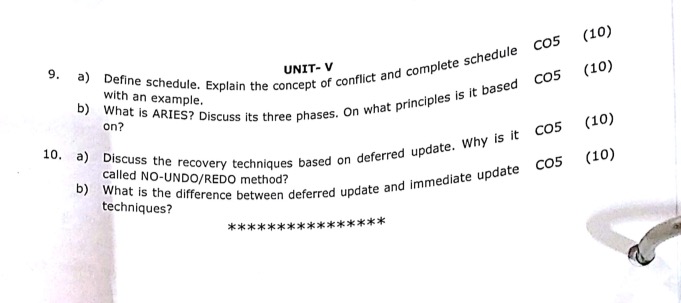 UNIT- V
9. a) Define schedule. Explain the concept of conflict and complete schedule CO5 (10)
with an example.
b) What is ARIES? Discuss its three phases. On what principles is it based CO5 (10)
on?
10. a) Discuss the recovery techniques based on deferred update. Why is it CO5 (10)
called NO-UNDO/REDO method?
b) What is the difference between deferred update and immediate update CO5 (10)
techniques?
****************